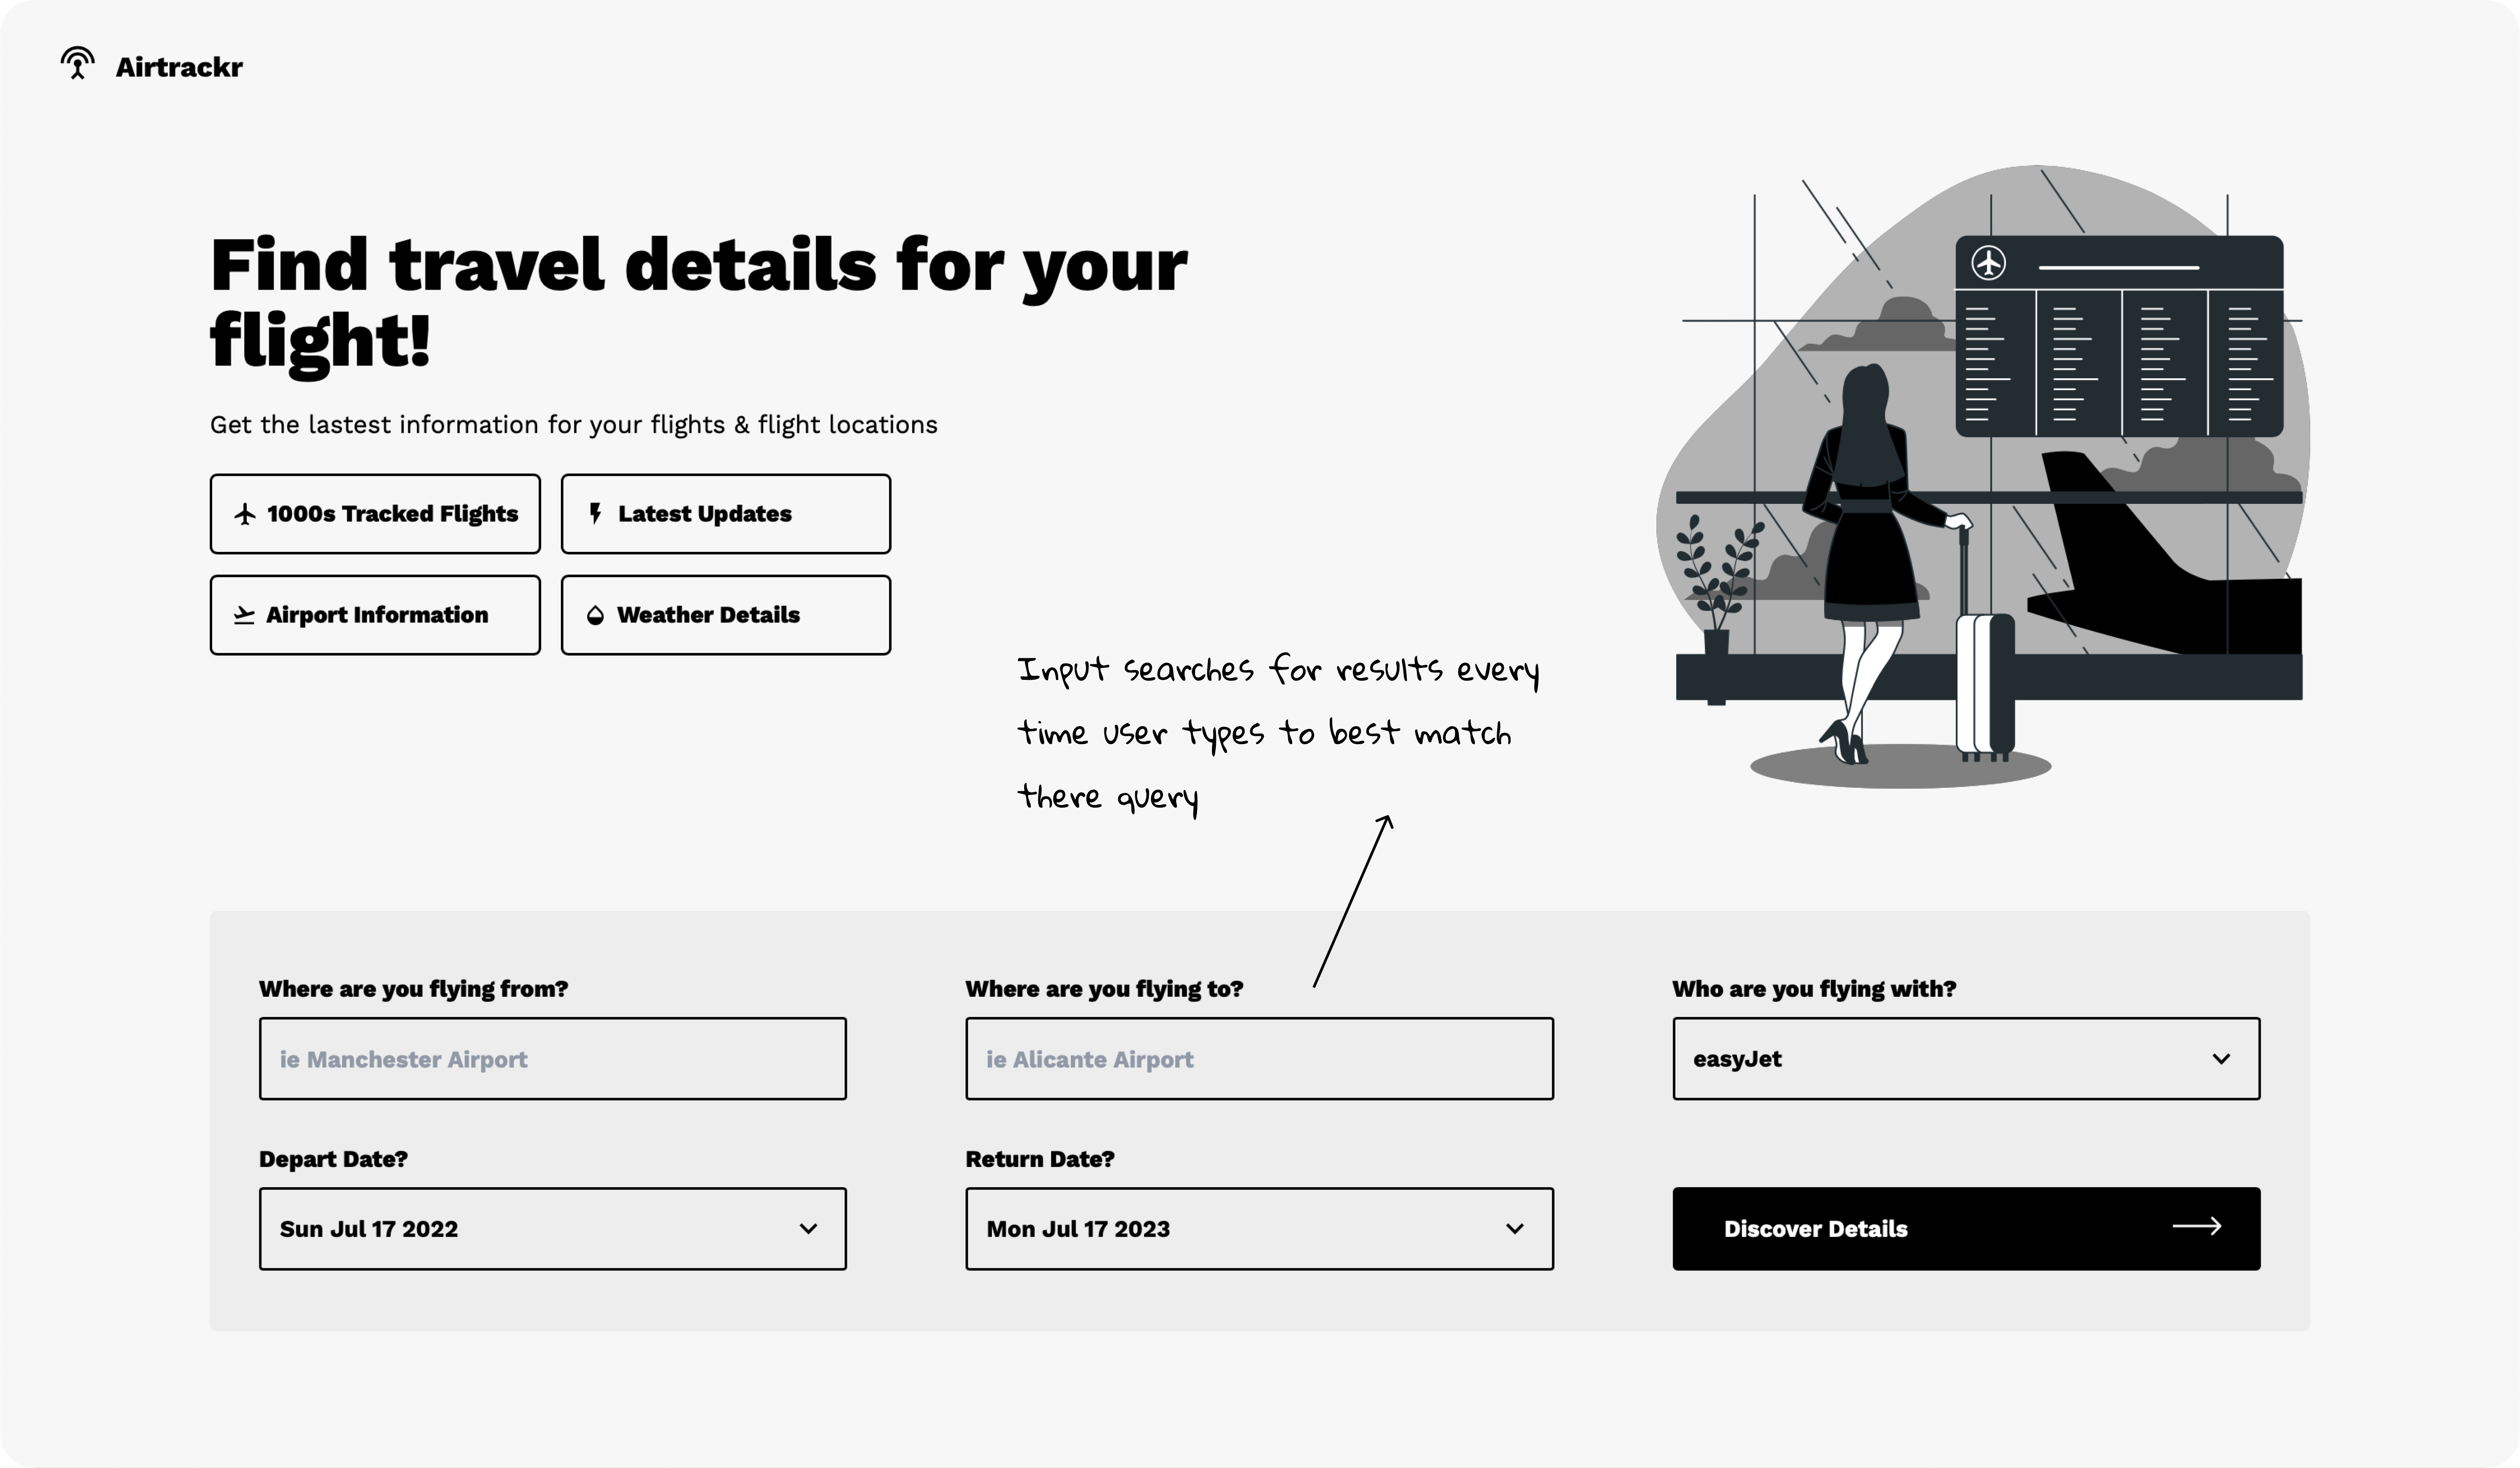 Airtrackr
Find travel details for your
flight!
Get the lastest information for your flights & flight locations
1000s Tracked Flights
Latest Updates
Airport Information
Weather Details
Input searches for results every
time user types to best match
there query
Where are you flying from?
ie Manchester Airport
Where are you flying to?
ie Alicante Airport
Who are you flying with?
easyJet
Depart Date?
Sun Jul 17 2022
Return Date?
Mon Jul 17 2023
Discover Details